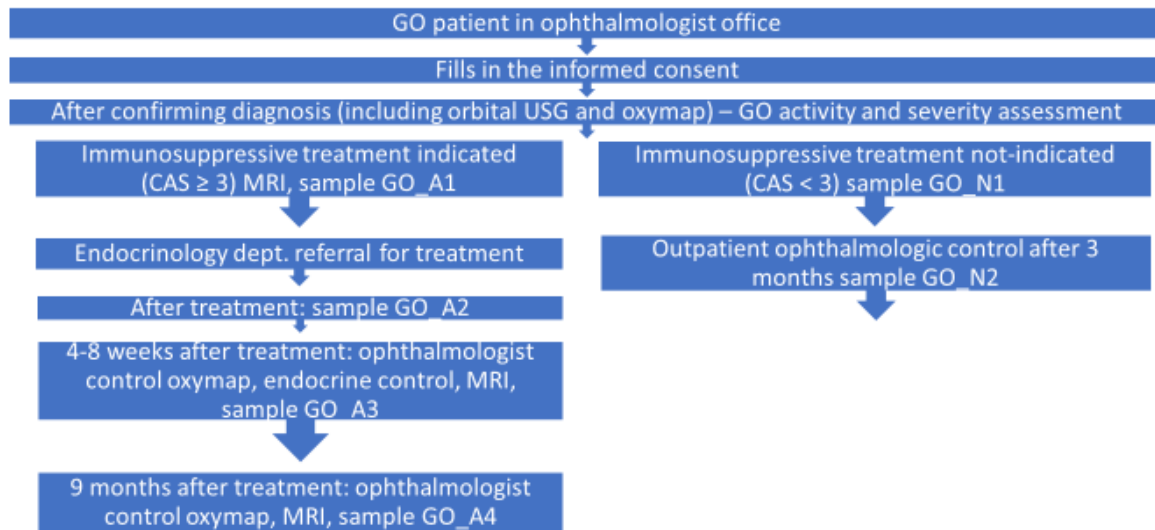 GO patient in ophthalmologist office
Fills in the informed consent
After confirming diagnosis (including orbital USG and oxymap) – GO activity and severity assessment
Immunosuppressive treatment indicated
(CAS ≥ 3) MRI, sample GO_A1
Immunosuppressive treatment not-indicated
(CAS < 3) sample GO_N1
Endocrinology dept. referral for treatment
Outpatient ophthalmologic control after 3
months sample GO_N2
After treatment: sample GO_A2
4-8 weeks after treatment: ophthalmologist
control oxymap, endocrine control, MRI,
sample GO_A3
9 months after treatment: ophthalmologist
control oxymap, MRI, sample GO_A4